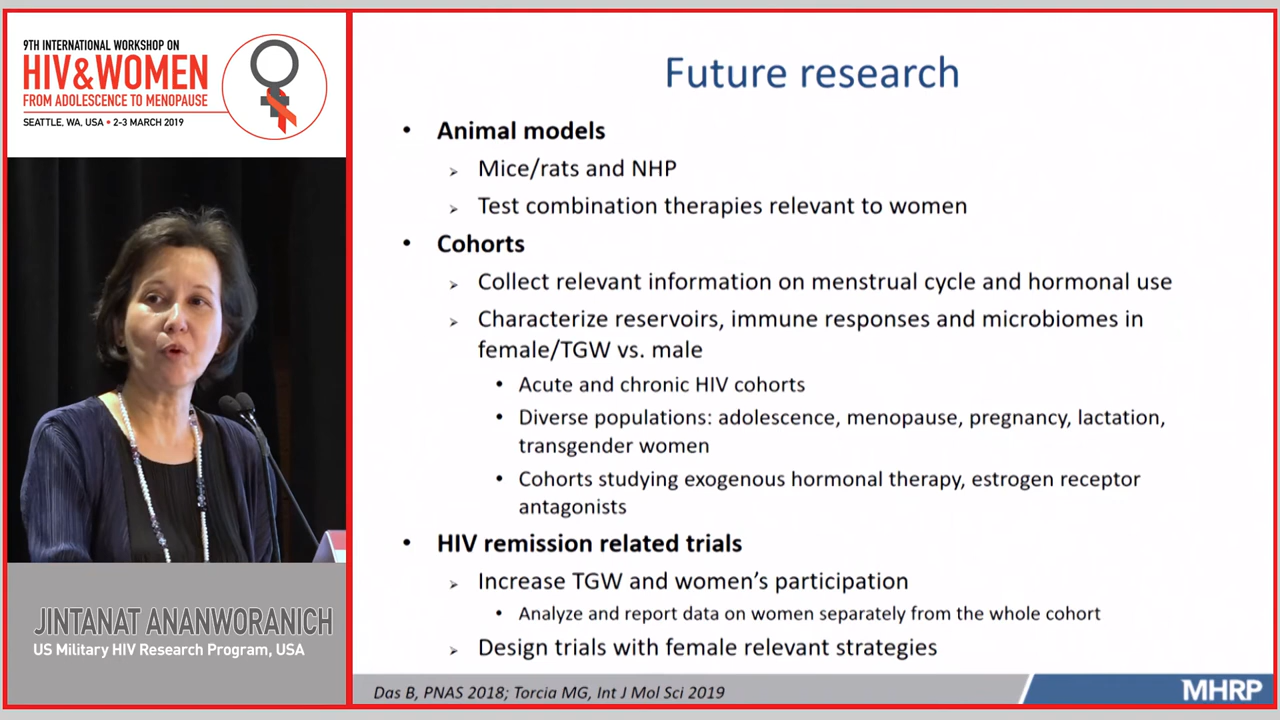 9TH INTERNATIONAL WORKSHOP ON
HIV&WOMEN
FROM ADOLESCENCE TO MENOPAUSE
SEATTLE, WA, USA • 2-3 MARCH 2019
JINTANAT ANANWORANICH
US Military HIV Research Program, USA
Future research
• Animal models
➢ Mice/rats and NHP
➢ Test combination therapies relevant to women
• Cohorts
➢ Collect relevant information on menstrual cycle and hormonal use
➢ Characterize reservoirs, immune responses and microbiomes in
female/TGW vs. male
• Acute and chronic HIV cohorts
• Diverse populations: adolescence, menopause, pregnancy, lactation,
transgender women
• Cohorts studying exogenous hormonal therapy, estrogen receptor
antagonists
• HIV remission related trials
➢ Increase TGW and women’s participation
• Analyze and report data on women separately from the whole cohort
➢ Design trials with female relevant strategies
Das B, PNAS 2018; Torcia MG, Int J Mol Sci 2019
MHRP